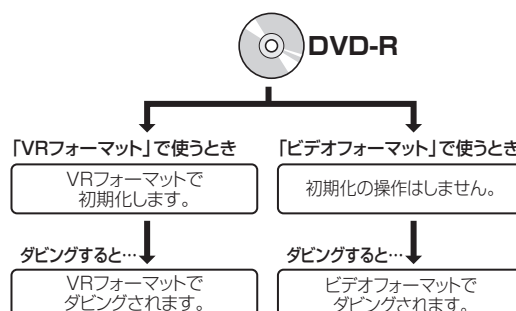 DVD-R
「VRフォーマット」で使うとき
VRフォーマットで
初期化します。
ダビングすると…
VRフォーマットで
ダビングされます。
「ビデオフォーマット」で使うとき
初期化の操作はしません。
ダビングすると…
ビデオフォーマットで
ダビングされます。